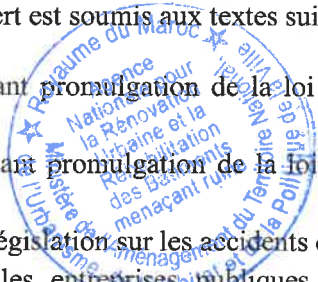 ert est soumis aux textes sui
ant promulgation de la loi
ant promulgation de la loi
égislation sur les accidents
les entreprises publiques
Royaume du Maroc
Agence
Nationale pour
la Rénovation
Urbaine et la
Réhabilitation
des Bâtiments
menaçant ruine
Ministère de l'Aménagement du Territoire National, de l'Urbanisme et de la Politique de la Ville